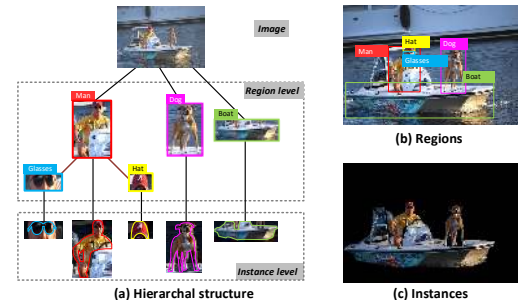 Image
Region level
Man
Dog
Boat
Glasses
Hat
Instance level
(a) Hierarchal structure
Hat
Man
Dog
Glasses
Boat
(b) Regions
(c) Instances